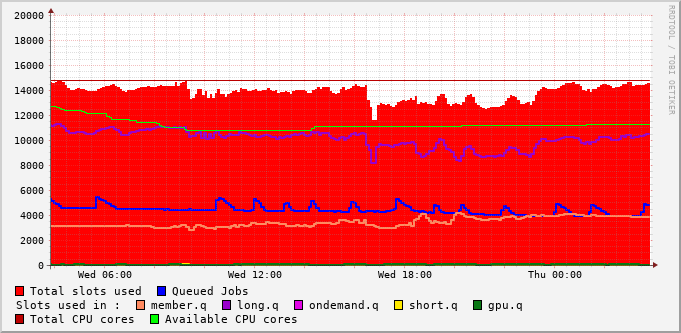 20000
18000
16000
14000
12000
10000
8000
6000
4000
2000
0
Wed 06:00 Wed 12:00 Wed 18:00 Thu 00:00
Total slots used Queued Jobs
Slots used in : member.q long.q ondemand.q short.q gpu.q
Total CPU cores Available CPU cores
RRDTOOL / TOBI OETIKER